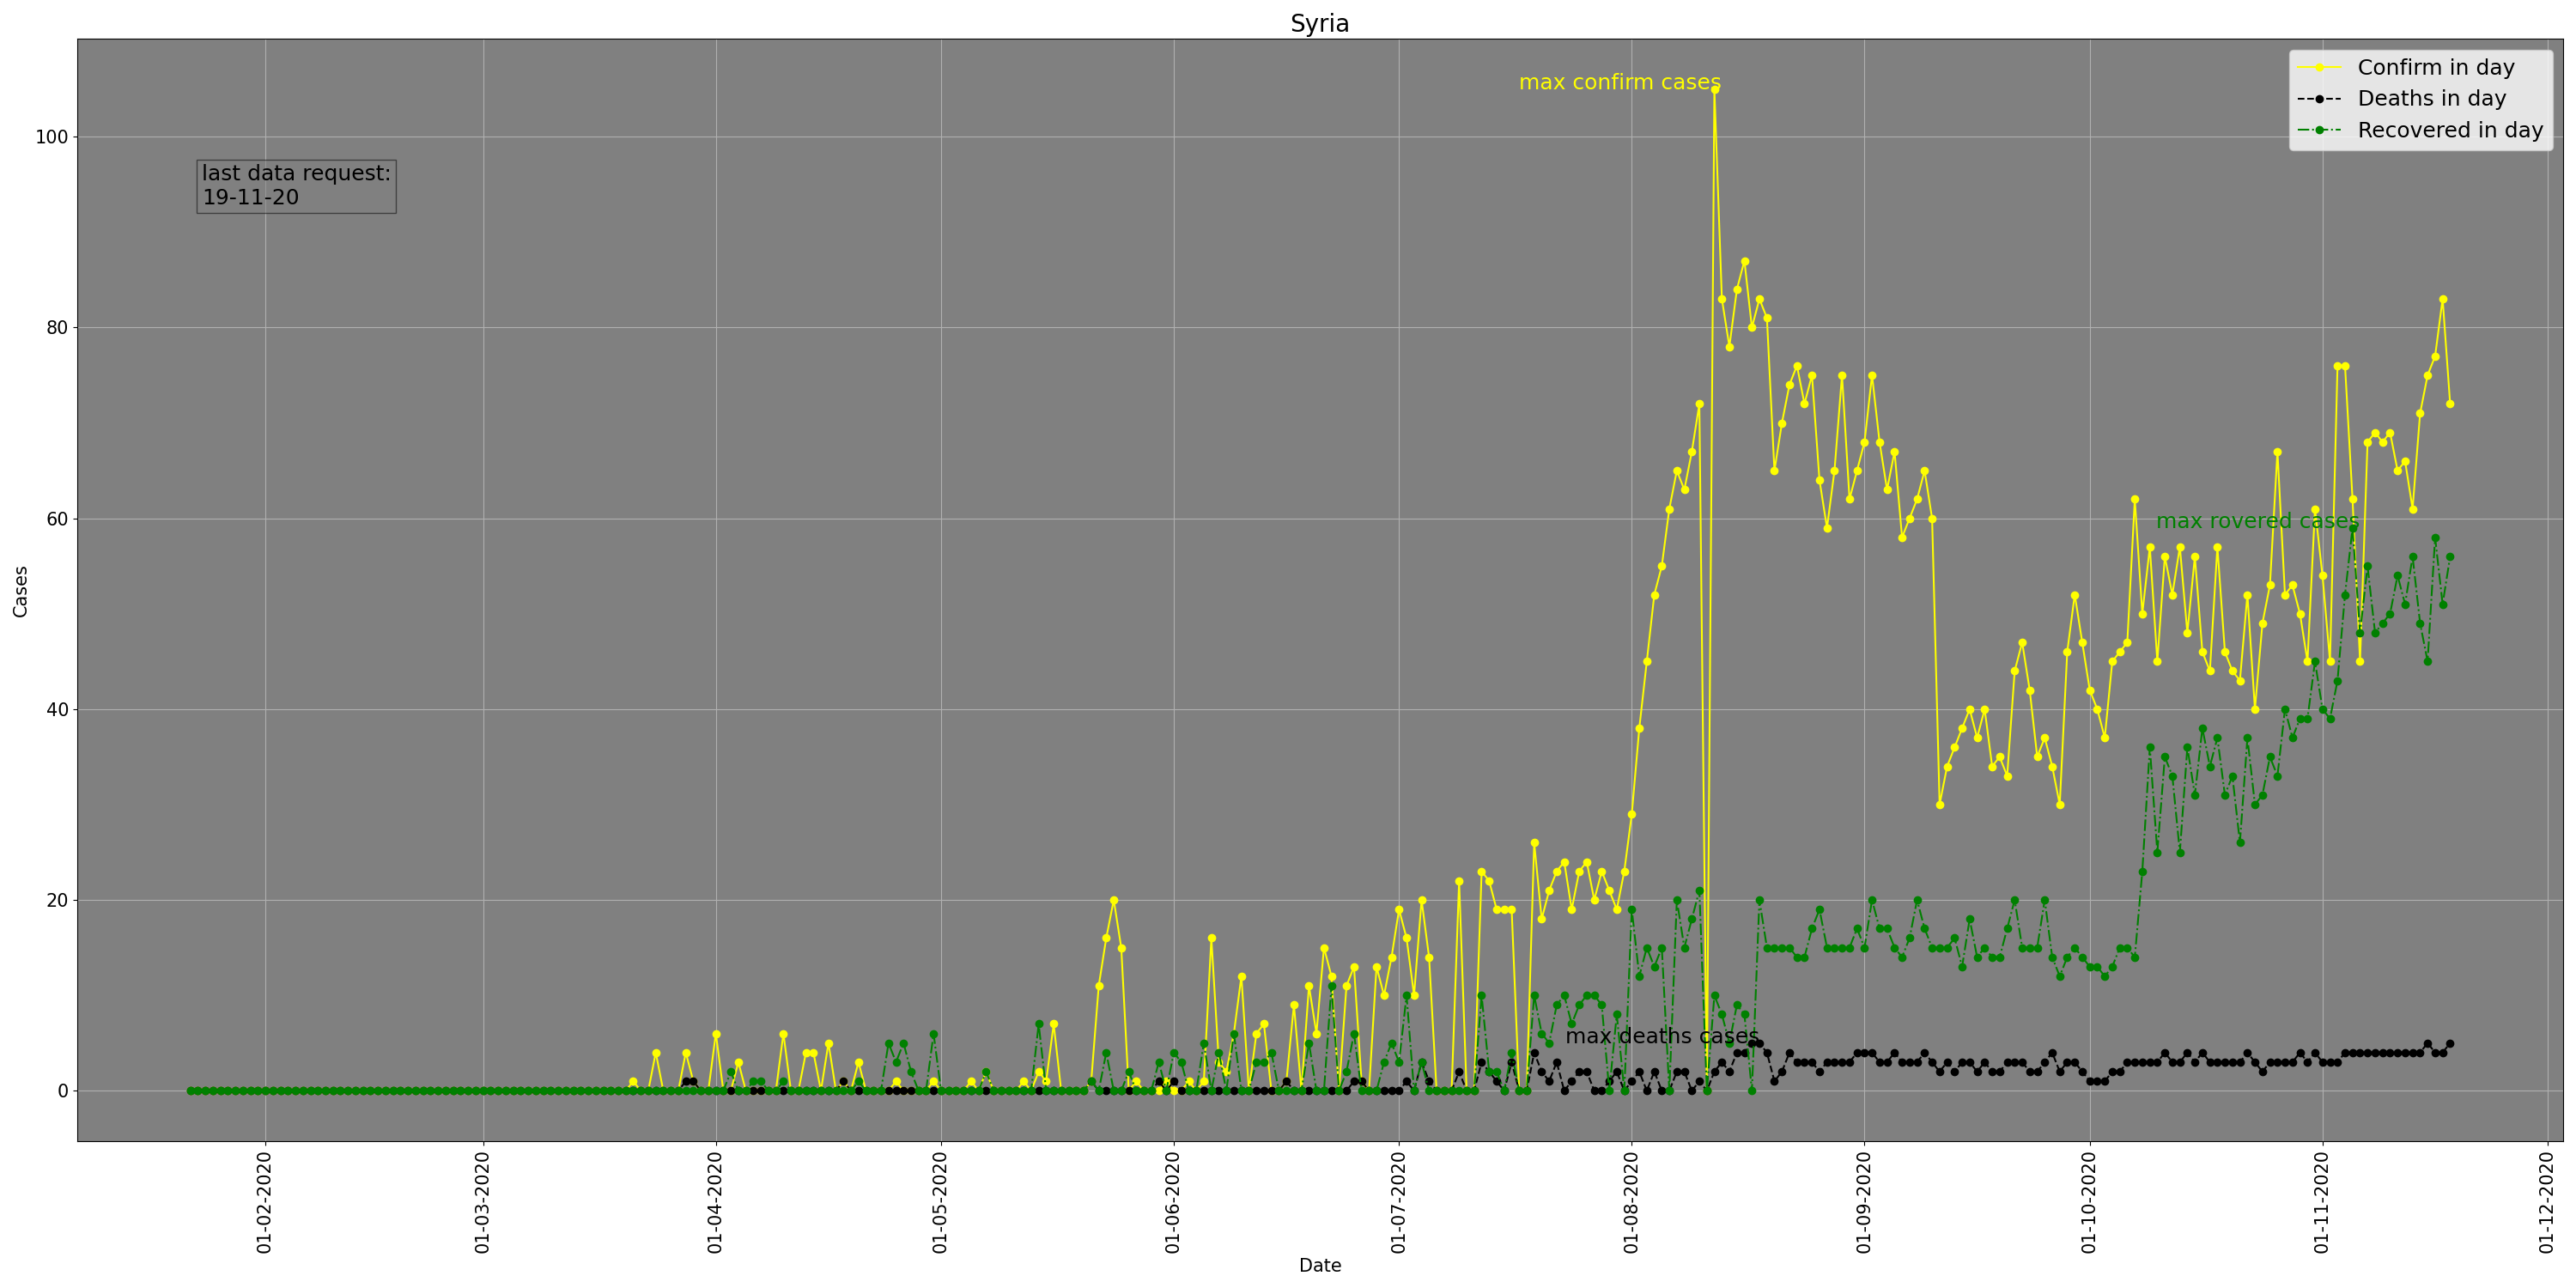 Syria
max confirm cases
Confirm in day
Deaths in day
Recovered in day
last data request:
19-11-20
max rovered cases
max deaths cases
Cases
100
80
60
40
20
0
01-02-2020
01-03-2020
01-04-2020
01-05-2020
01-06-2020
01-07-2020
01-08-2020
01-09-2020
01-10-2020
01-11-2020
01-12-2020
Date